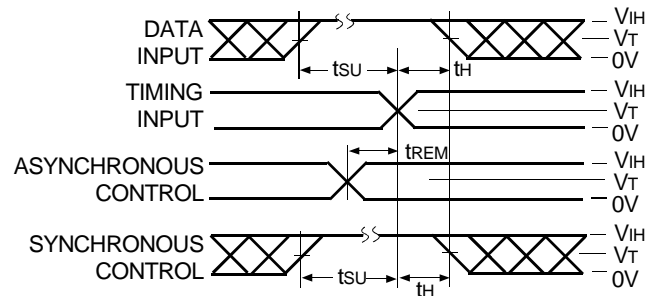 DATA INPUT
VIH
VT
0V
tSU
tH
TIMING INPUT
VIH
VT
0V
tREM
ASYNCHRONOUS CONTROL
VIH
VT
0V
SYNCHRONOUS CONTROL
VIH
VT
0V
tSU
tH